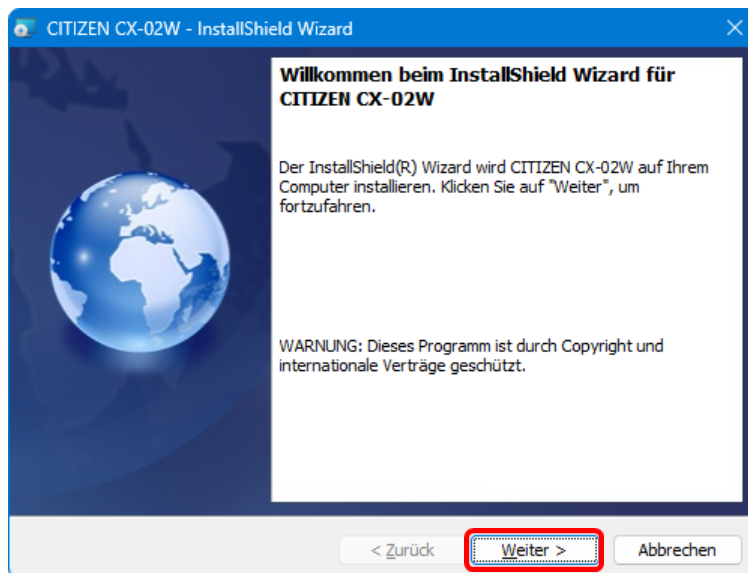 CITIZEN CX-02W - InstallShield Wizard
Willkommen beim InstallShield Wizard für
CITIZEN CX-02W
Der InstallShield(R) Wizard wird CITIZEN CX-02W auf Ihrem
Computer installieren. Klicken Sie auf "Weiter", um
fortzufahren.
WARNUNG: Dieses Programm ist durch Copyright und
internationale Verträge geschützt.
< Zurück
Weiter >
Abbrechen